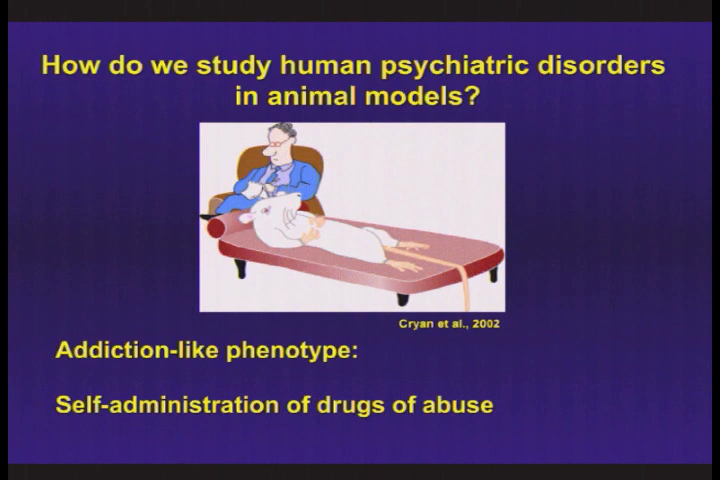 How do we study human psychiatric disorders
in animal models?
Cryan et al., 2002
Addiction-like phenotype:
Self-administration of drugs of abuse